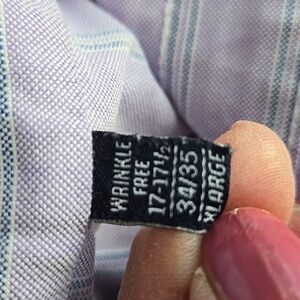 WRINKLE
FREE
17-17½
34/35
XLARGE